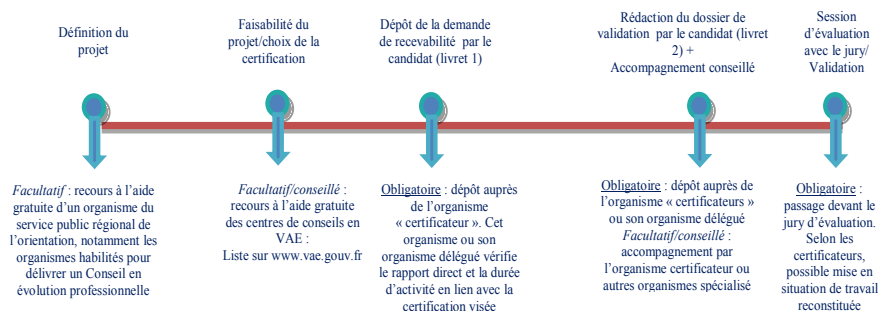 Définition du
projet
Faisabilité du
projet/choix de la
certification
Dépôt de la demande
de recevabilité par le
candidat (livret 1)
Rédaction du dossier de
validation par le candidat (livret
2) +
Accompagnement conseillé
Session
d’évaluation
avec le jury/
Validation
Facultatif : recours à l’aide
gratuite d’un organisme du
service public régional de
l’orientation, notamment les
organismes habilités pour
délivrer un Conseil en
évolution professionnelle
Facultatif/conseillé :
recours à l’aide gratuite
des centres de conseils en
VAE :
Liste sur www.vae.gouv.fr
Obligatoire : dépôt auprès
de l’organisme
« certificateur ». Cet
organisme ou son
organisme délégué vérifie
le rapport direct et la durée
d’activité en lien avec la
certification visée
Obligatoire : dépôt auprès de
l’organisme « certificateurs »
ou son organisme délégué
Facultatif/conseillé :
accompagnement par
l’organisme certificateur ou
autres organismes spécialisé
Obligatoire :
passage devant le
jury d’évaluation.
Selon les
certificateurs,
possible mise en
situation de travail
reconstituée